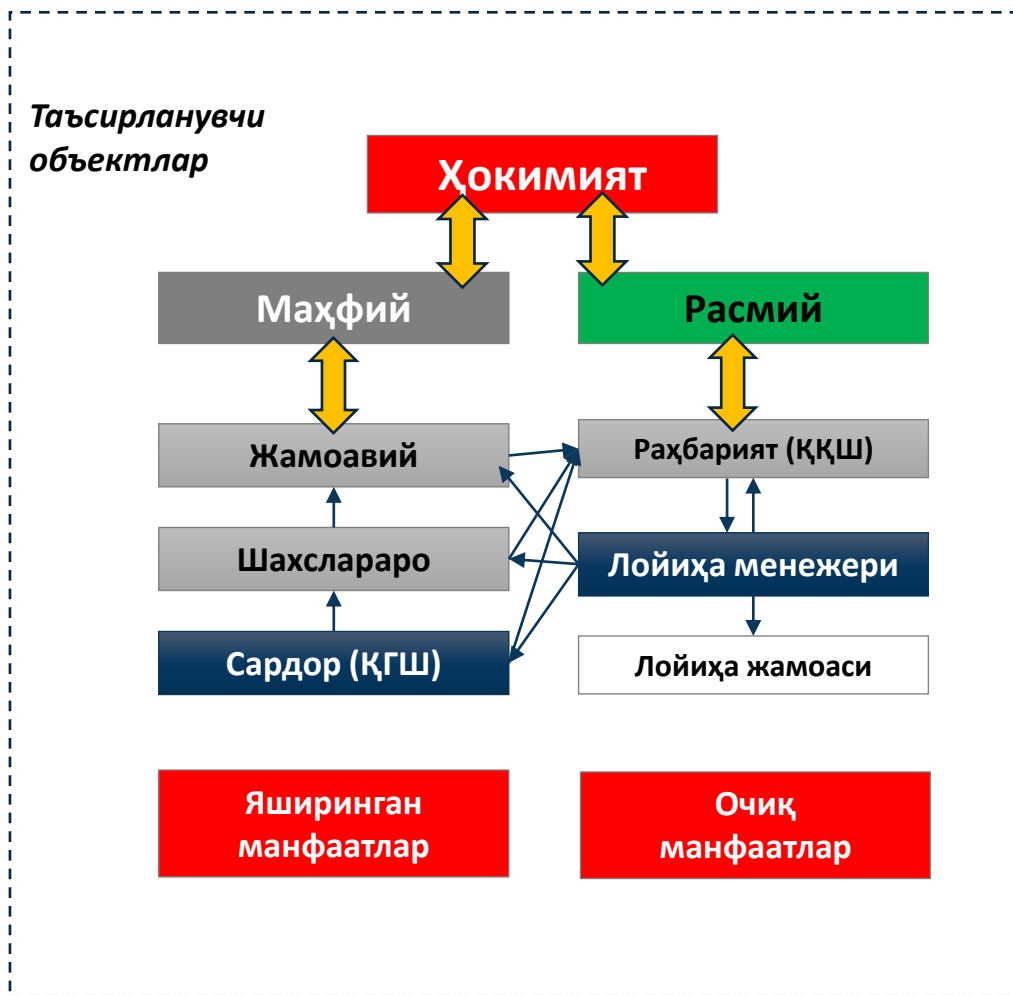 Таъсирланувчи
объектлар
Ҳокимият
Маҳфий
Расмий
Жамоавий
Раҳбарият (ҚҚШ)
Шахслараро
Лойиҳа менежери
Сардор (ҚГШ)
Лойиҳа жамоаси
Яширинган
манфаатлар
Очиқ
манфаатлар